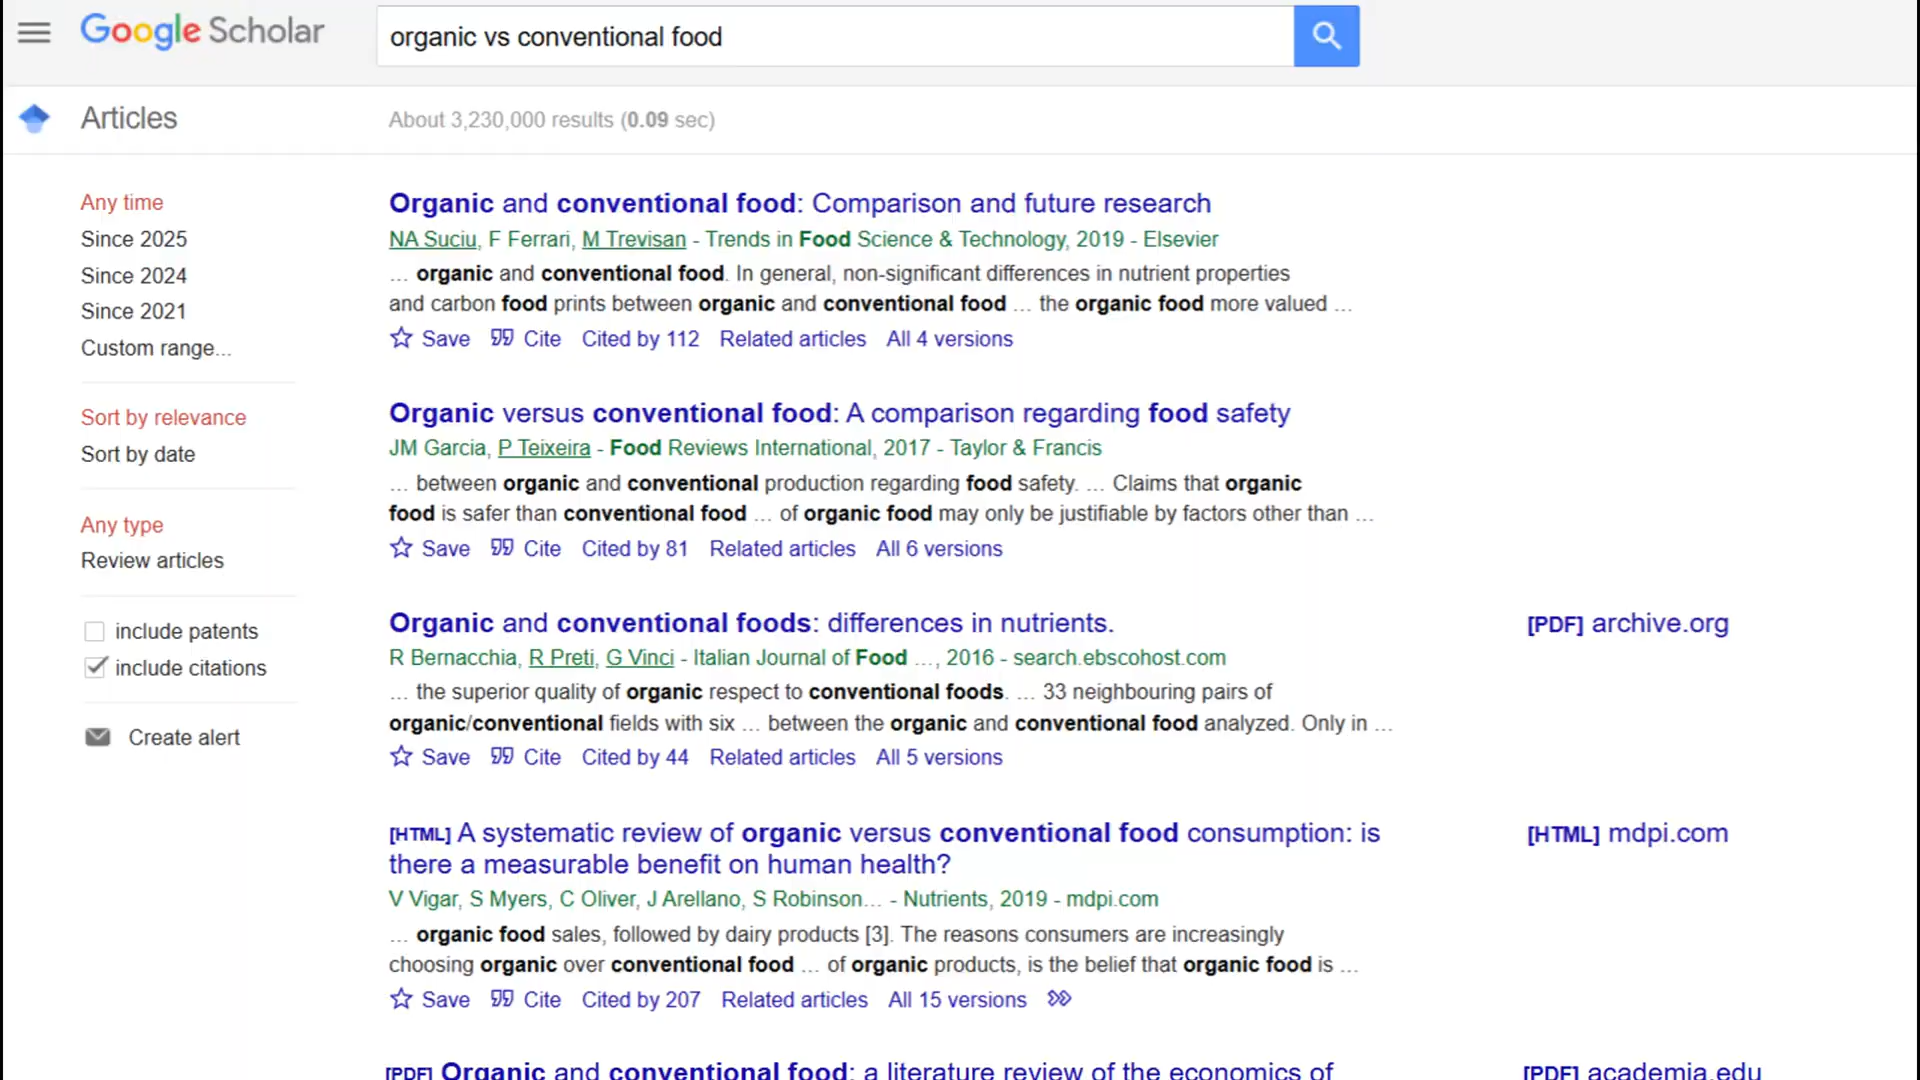 Google Scholar
organic vs conventional food
Articles
About 3,230,000 results (0.09 sec)
Any time
Since 2025
Since 2024
Since 2021
Custom range...
Sort by relevance
Sort by date
Any type
Review articles
include patents
include citations
Create alert
Organic and conventional food: Comparison and future research
NA Suciu, F Ferrari, M Trevisan - Trends in Food Science & Technology, 2019 - Elsevier
... organic and conventional food. In general, non-significant differences in nutrient properties
and carbon food prints between organic and conventional food ... the organic food more valued ...
Save Cite Cited by 112 Related articles All 4 versions
Organic versus conventional food: A comparison regarding food safety
JM Garcia, P Teixeira - Food Reviews International, 2017 - Taylor & Francis
... between organic and conventional production regarding food safety. ... Claims that organic
food is safer than conventional food ... of organic food may only be justifiable by factors other than ...
Save Cite Cited by 81 Related articles All 6 versions
Organic and conventional foods: differences in nutrients.
[PDF] archive.org
R Bernacchia, R Preti, G Vinci - Italian Journal of Food ..., 2016 - search.ebscohost.com
... the superior quality of organic respect to conventional foods. ... 33 neighbouring pairs of
organic/conventional fields with six ... between the organic and conventional food analyzed. Only in ...
Save Cite Cited by 44 Related articles All 5 versions
[HTML] A systematic review of organic versus conventional food consumption: is
there a measurable benefit on human health?
[HTML] mdpi.com
V Vigar, S Myers, C Oliver, J Arellano, S Robinson... - Nutrients, 2019 - mdpi.com
... organic food sales, followed by dairy products [3]. The reasons consumers are increasingly
choosing organic over conventional food ... of organic products, is the belief that organic food is ...
Save Cite Cited by 207 Related articles All 15 versions
[PDF] Organic and conventional food: a literature review of the economics of
[PDF] academia.edu